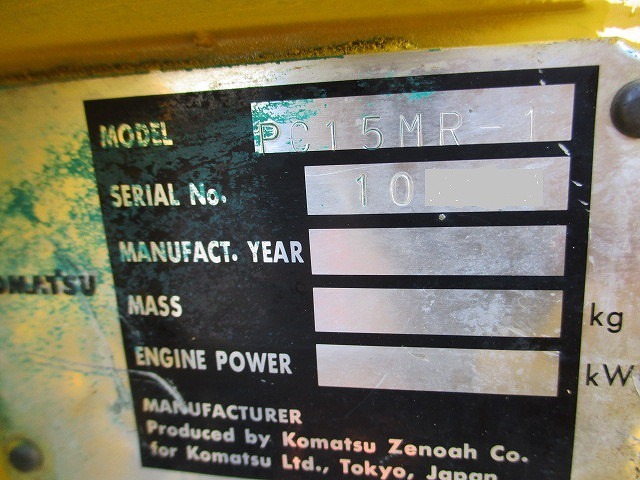 MODEL PC15MR-1
SERIAL No. 10
MANUFACT. YEAR
KOMATSU
MASS kg
ENGINE POWER kW
MANUFACTURER
Produced by Komatsu Zenoah Co.
for Komatsu Ltd., Tokyo, Japan